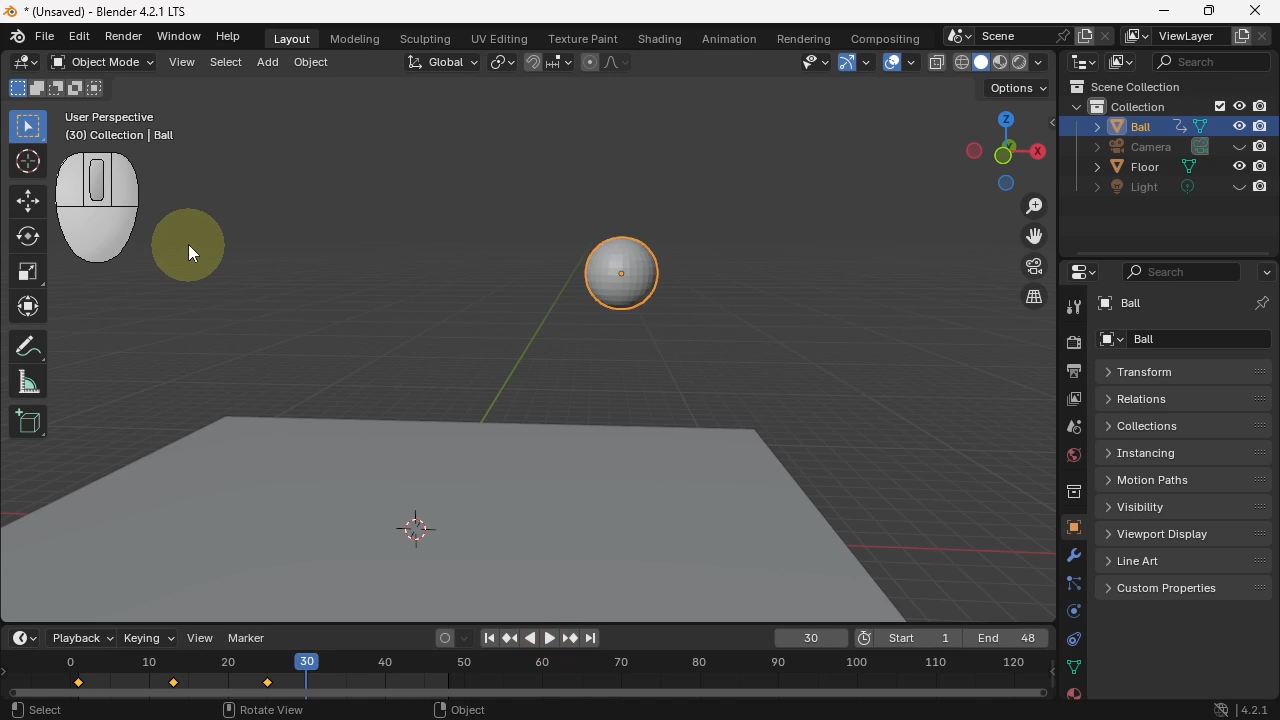 * (Unsaved) - Blender 4.2.1 LTS
File Edit Render Window Help Layout Modeling Sculpting UV Editing Texture Paint Shading Animation Rendering Compositing Scene ViewLayer
Object Mode View Select Add Object Global Search
Options
Scene Collection
Collection
Ball
Camera
Floor
Light
User Perspective
(30) Collection | Ball
Z
Y
X
Search
Ball
Ball
Transform
Relations
Collections
Instancing
Motion Paths
Visibility
Viewport Display
Line Art
Custom Properties
Playback Keying View Marker 30 Start 1 End 48
0 10 20 30 40 50 60 70 80 90 100 110 120
Select Rotate View Object 4.2.1